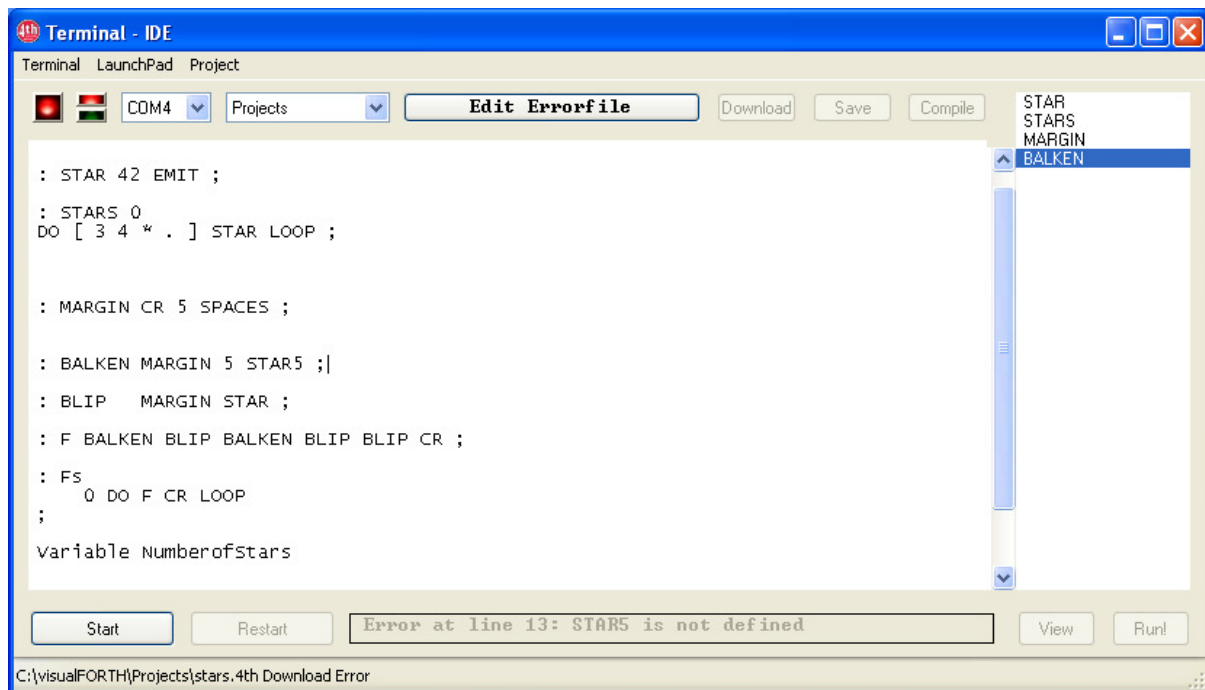 4th Terminal - IDE
Terminal LaunchPad Project
COM4 Projects Edit Errorfile Download Save Compile
: STAR 42 EMIT ;
: STARS 0
DO [ 3 4 * . ] STAR LOOP ;
: MARGIN CR 5 SPACES ;
: BALKEN MARGIN 5 STAR5 ;
: BLIP MARGIN STAR ;
: F BALKEN BLIP BALKEN BLIP BLIP CR ;
: Fs
0 DO F CR LOOP
;
Variable NumberofStars
STAR
STARS
MARGIN
BALKEN
Start Restart Error at line 13: STAR5 is not defined View Run!
C:\visualFORTH\Projects\stars.4th Download Error